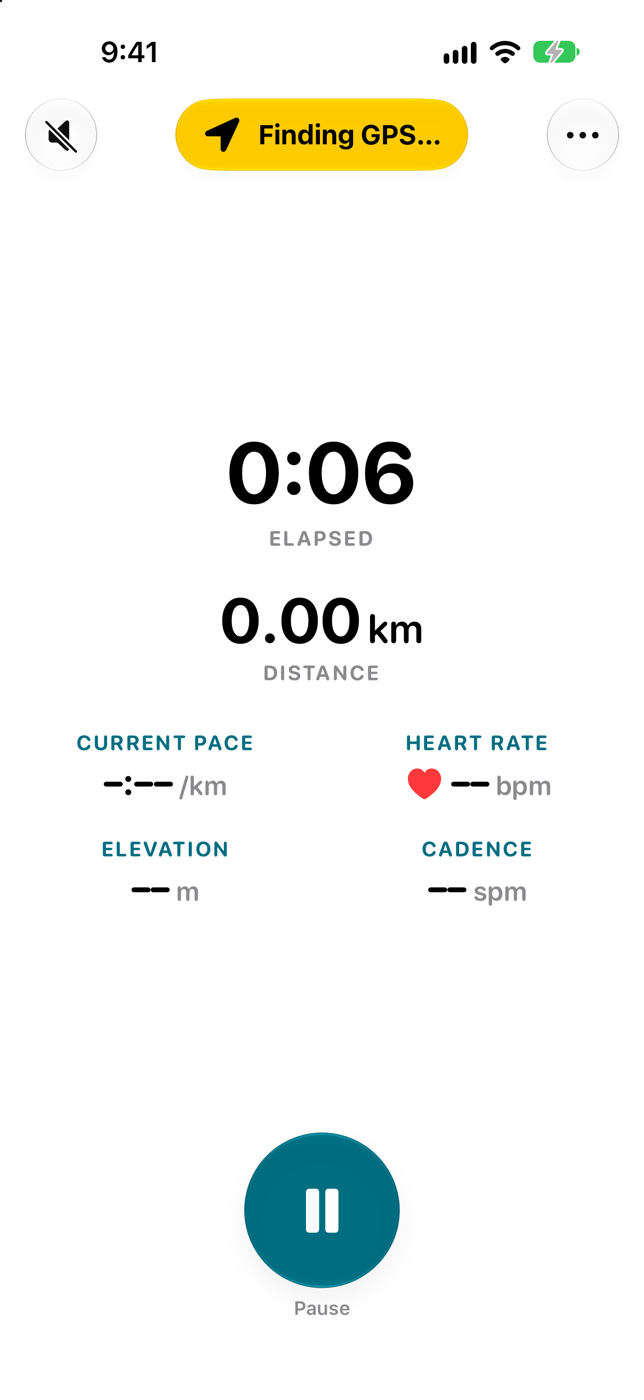 9:41
Finding GPS...
0:06
ELAPSED
0.00 km
DISTANCE
CURRENT PACE
–:–– /km
HEART RATE
–– bpm
ELEVATION
–– m
CADENCE
–– spm
Pause